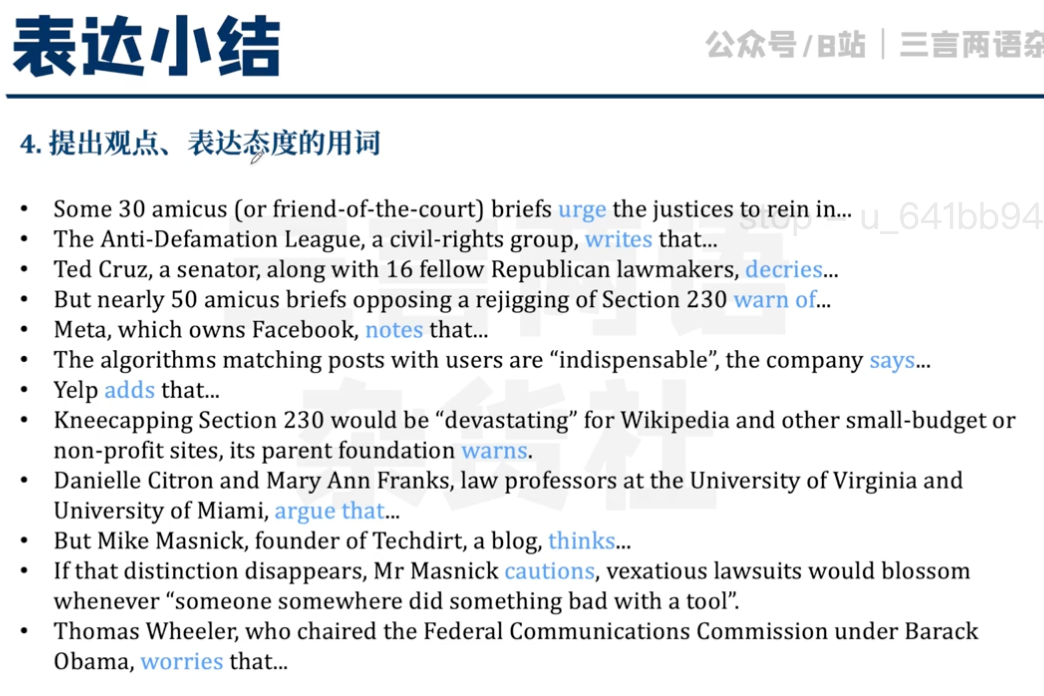 表达小结
公众号/B站｜三言两语杂
4. 提出观点、表达态度的用词
• Some 30 amicus (or friend-of-the-court) briefs urge the justices to rein in...
stop - u_641bb94
• The Anti-Defamation League, a civil-rights group, writes that...
• Ted Cruz, a senator, along with 16 fellow Republican lawmakers, decries...
• But nearly 50 amicus briefs opposing a rejigging of Section 230 warn of...
• Meta, which owns Facebook, notes that...
• The algorithms matching posts with users are “indispensable”, the company says...
• Yelp adds that...
• Kneecapping Section 230 would be “devastating” for Wikipedia and other small-budget or
non-profit sites, its parent foundation warns.
• Danielle Citron and Mary Ann Franks, law professors at the University of Virginia and
University of Miami, argue that...
• But Mike Masnick, founder of Techdirt, a blog, thinks...
• If that distinction disappears, Mr Masnick cautions, vexatious lawsuits would blossom
whenever “someone somewhere did something bad with a tool”.
• Thomas Wheeler, who chaired the Federal Communications Commission under Barack
Obama, worries that...
三言两语
杂货社